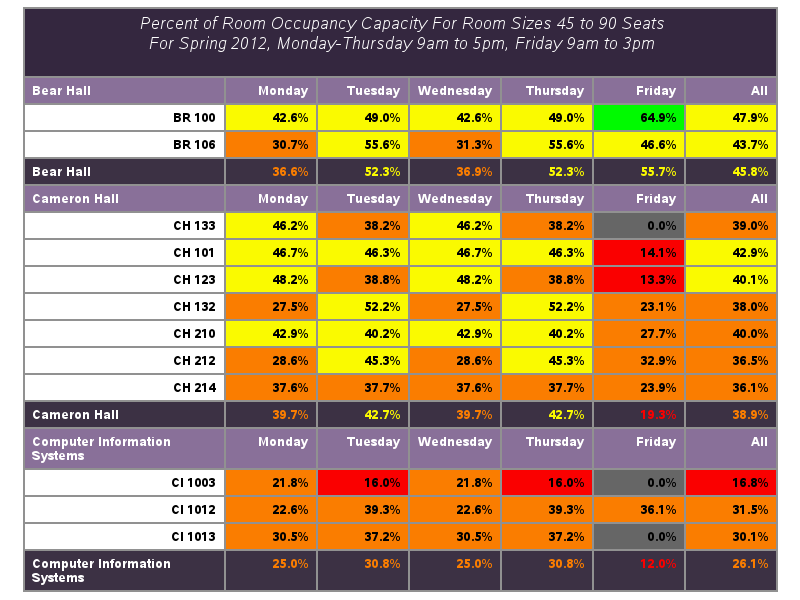 Percent of Room Occupancy Capacity For Room Sizes 45 to 90 Seats
For Spring 2012, Monday-Thursday 9am to 5pm, Friday 9am to 3pm
Bear Hall Monday Tuesday Wednesday Thursday Friday All
BR 100 42.6% 49.0% 42.6% 49.0% 64.9% 47.9%
BR 106 30.7% 55.6% 31.3% 55.6% 46.6% 43.7%
Bear Hall 36.6% 52.3% 36.9% 52.3% 55.7% 45.8%
Cameron Hall Monday Tuesday Wednesday Thursday Friday All
CH 133 46.2% 38.2% 46.2% 38.2% 0.0% 39.0%
CH 101 46.7% 46.3% 46.7% 46.3% 14.1% 42.9%
CH 123 48.2% 38.8% 48.2% 38.8% 13.3% 40.1%
CH 132 27.5% 52.2% 27.5% 52.2% 23.1% 38.0%
CH 210 42.9% 40.2% 42.9% 40.2% 27.7% 40.0%
CH 212 28.6% 45.3% 28.6% 45.3% 32.9% 36.5%
CH 214 37.6% 37.7% 37.6% 37.7% 23.9% 36.1%
Cameron Hall 39.7% 42.7% 39.7% 42.7% 19.3% 38.9%
Computer Information Monday Tuesday Wednesday Thursday Friday All
Systems
CI 1003 21.8% 16.0% 21.8% 16.0% 0.0% 16.8%
CI 1012 22.6% 39.3% 22.6% 39.3% 36.1% 31.5%
CI 1013 30.5% 37.2% 30.5% 37.2% 0.0% 30.1%
Computer Information 25.0% 30.8% 25.0% 30.8% 12.0% 26.1%
Systems